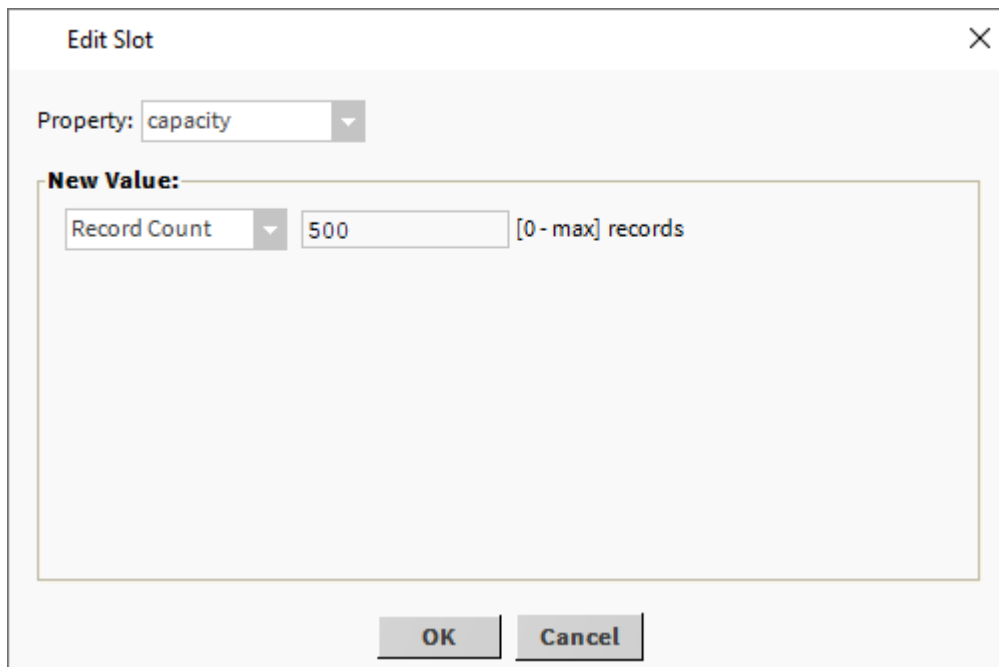 Edit Slot
Property: capacity
New Value:
Record Count 500 [0 - max] records
OK Cancel